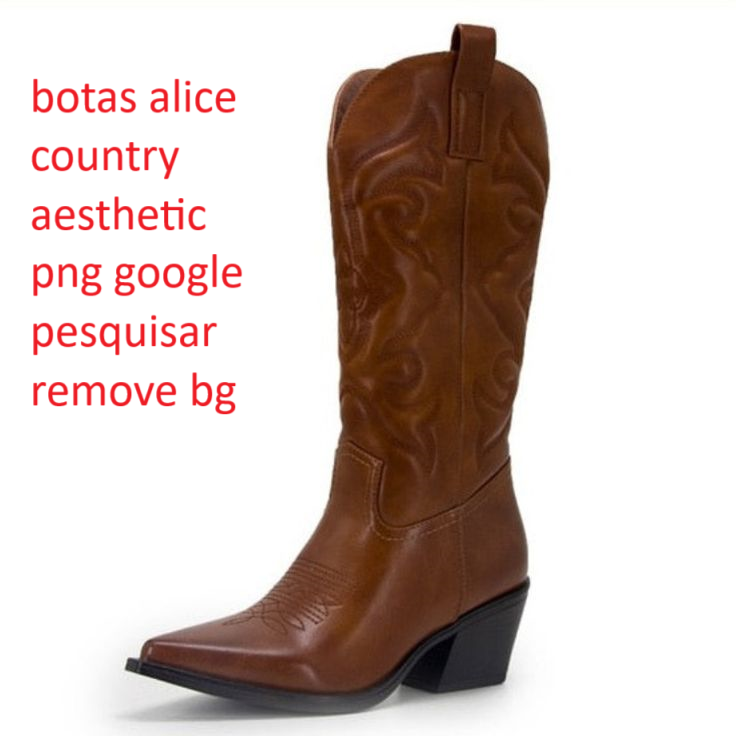 botas alice
country
aesthetic
png google
pesquisar
remove bg